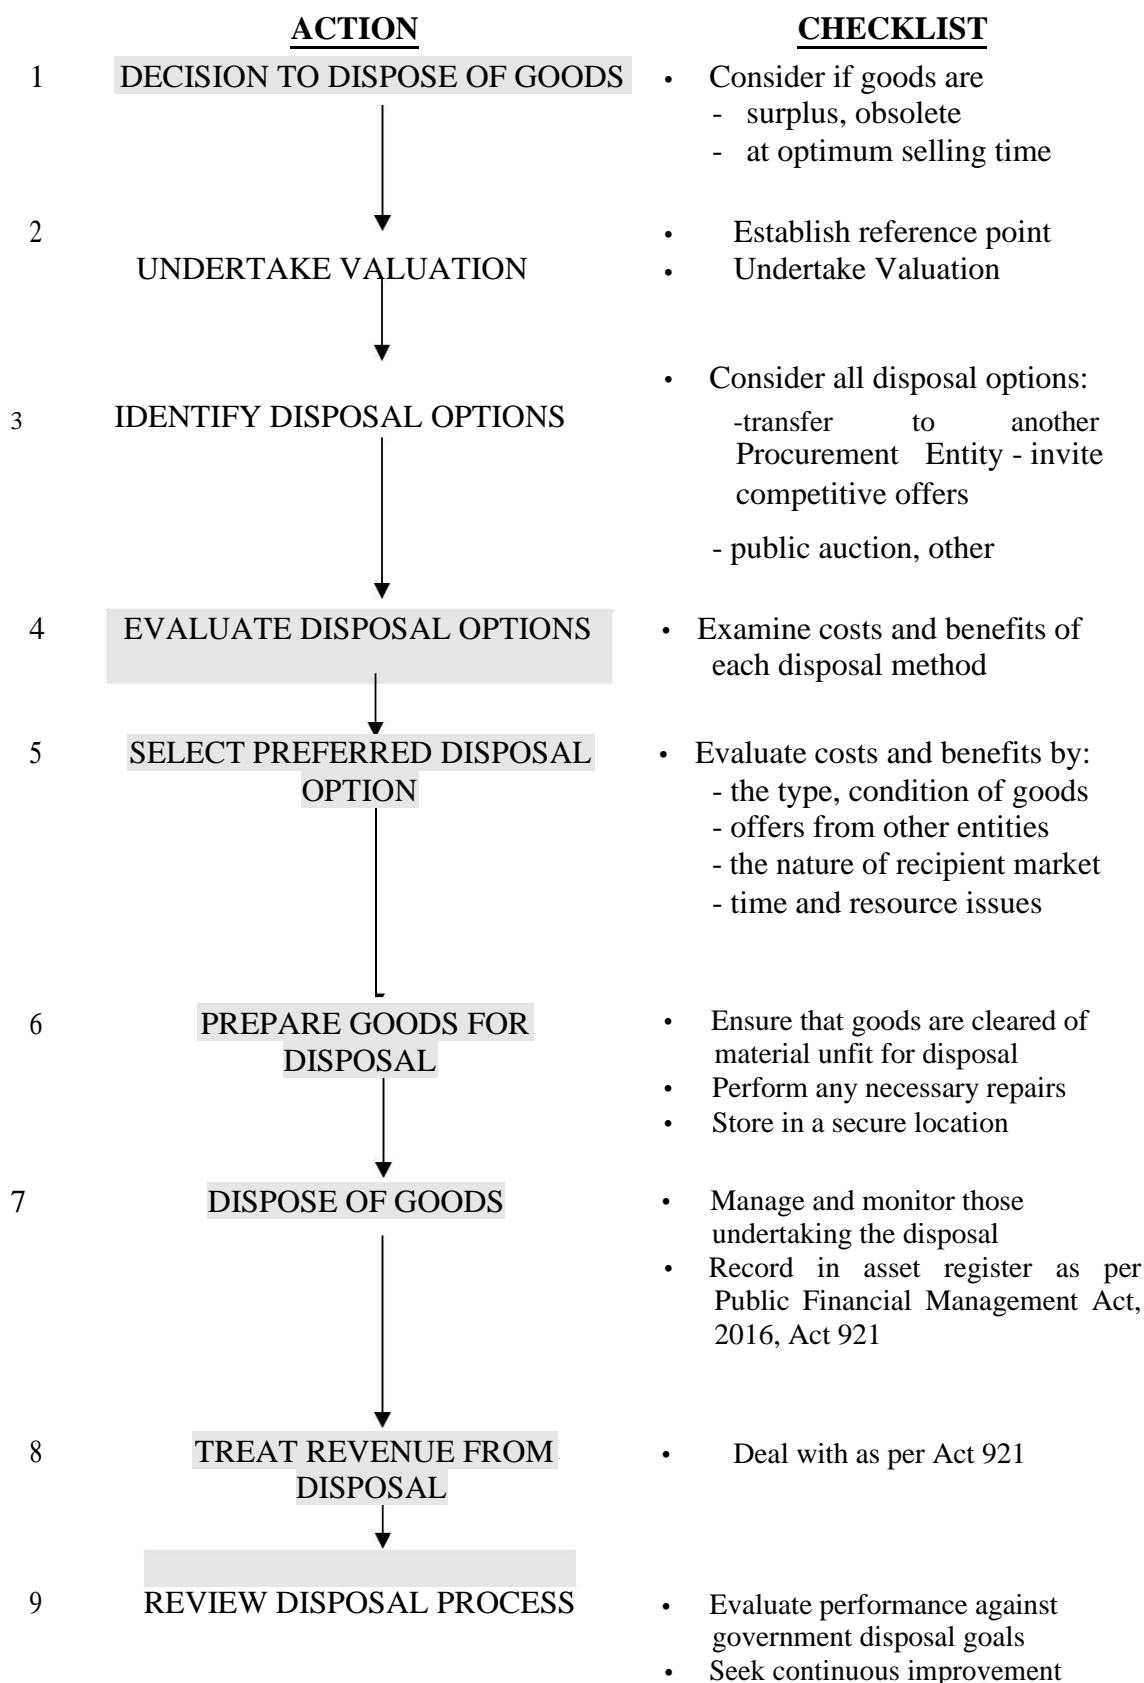 ACTION CHECKLIST
1 DECISION TO DISPOSE OF GOODS • Consider if goods are
- surplus, obsolete
- at optimum selling time
2 • Establish reference point
UNDERTAKE VALUATION • Undertake Valuation
• Consider all disposal options:
3 IDENTIFY DISPOSAL OPTIONS -transfer to another
Procurement Entity - invite
competitive offers
- public auction, other
4 EVALUATE DISPOSAL OPTIONS • Examine costs and benefits of
each disposal method
5 SELECT PREFERRED DISPOSAL • Evaluate costs and benefits by:
OPTION - the type, condition of goods
- offers from other entities
- the nature of recipient market
- time and resource issues
6 PREPARE GOODS FOR • Ensure that goods are cleared of
DISPOSAL material unfit for disposal
• Perform any necessary repairs
• Store in a secure location
7 DISPOSE OF GOODS • Manage and monitor those
undertaking the disposal
• Record in asset register as per
Public Financial Management Act,
2016, Act 921
8 TREAT REVENUE FROM • Deal with as per Act 921
DISPOSAL
9 REVIEW DISPOSAL PROCESS • Evaluate performance against
government disposal goals
• Seek continuous improvement